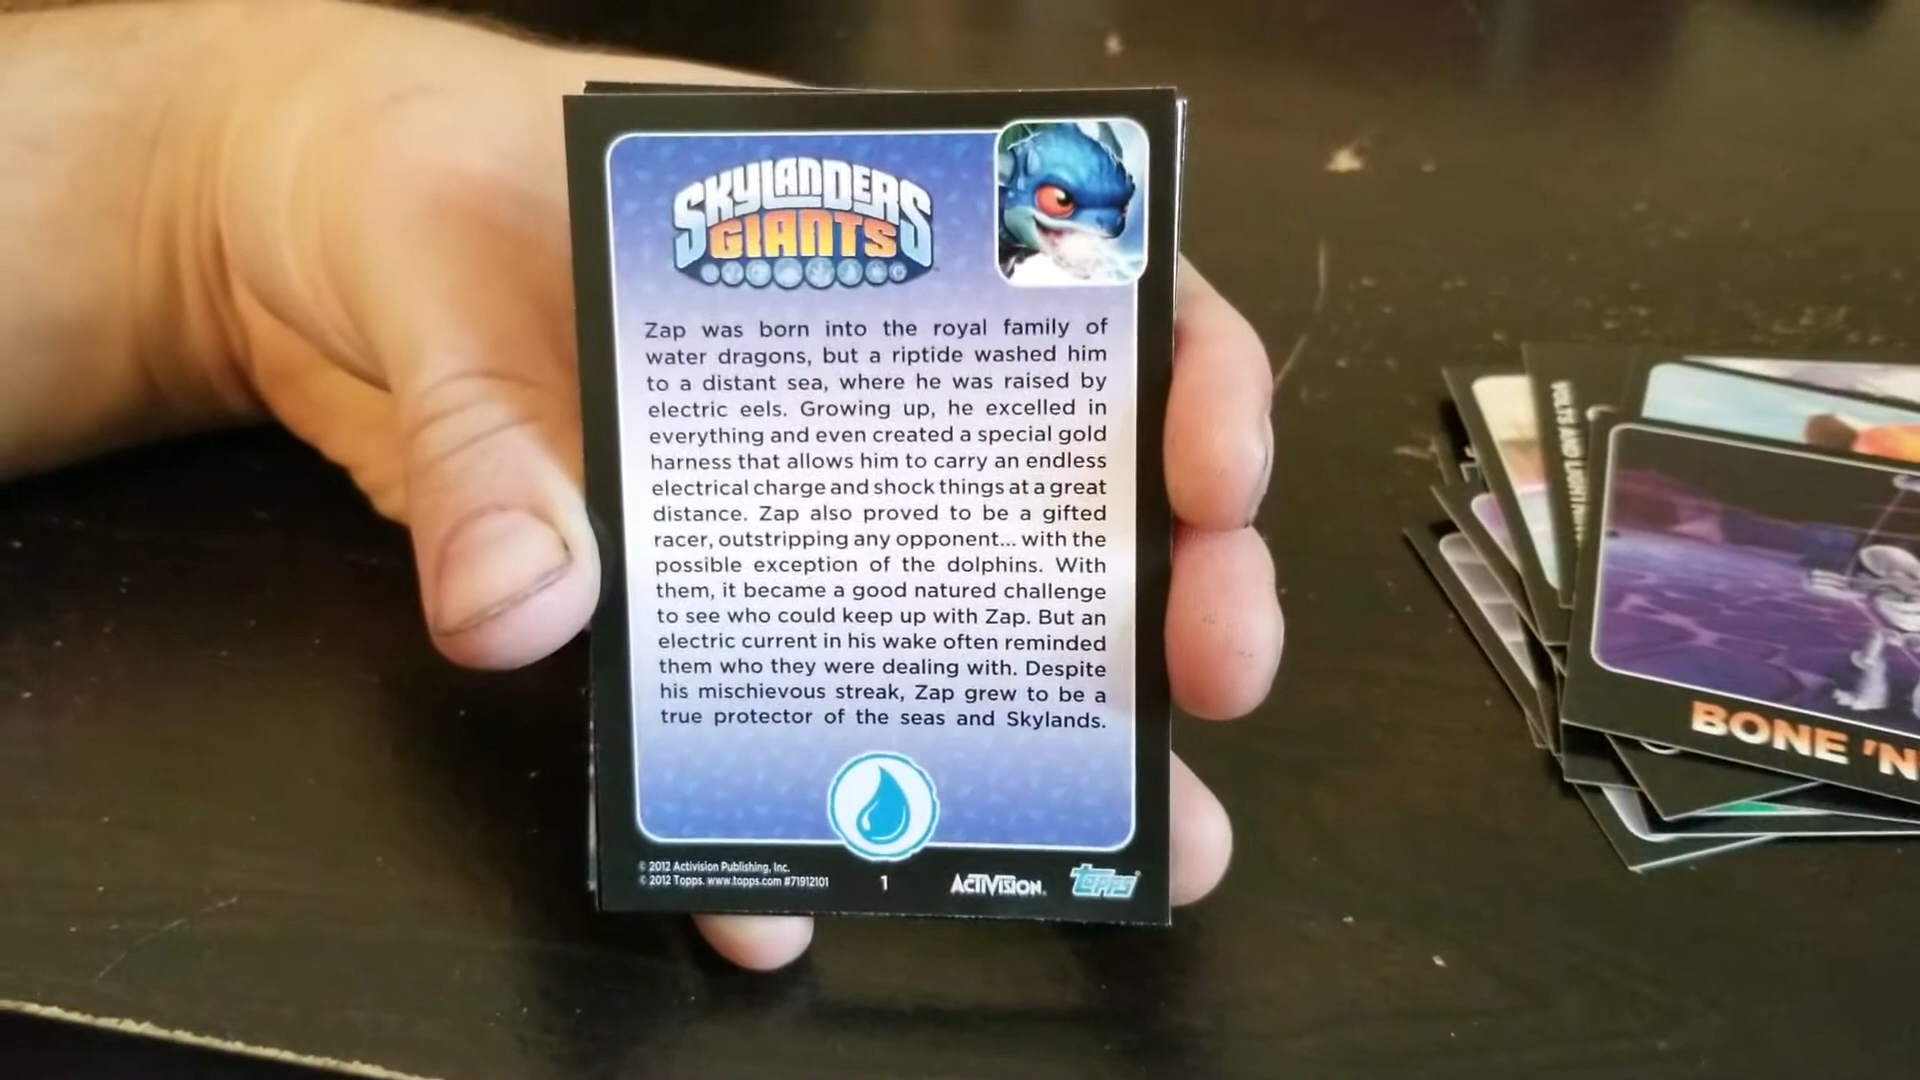 SKYLANDERS
GIANTS
Zap was born into the royal family of
water dragons, but a riptide washed him
to a distant sea, where he was raised by
electric eels. Growing up, he excelled in
everything and even created a special gold
harness that allows him to carry an endless
electrical charge and shock things at a great
distance. Zap also proved to be a gifted
racer, outstripping any opponent... with the
possible exception of the dolphins. With
them, it became a good natured challenge
to see who could keep up with Zap. But an
electric current in his wake often reminded
them who they were dealing with. Despite
his mischievous streak, Zap grew to be a
true protector of the seas and Skylands.
© 2012 Activision Publishing, Inc.
© 2012 Topps. www.topps.com #71912101
1
ACTIVISION.
topps
VOLTS AND
BONE 'N